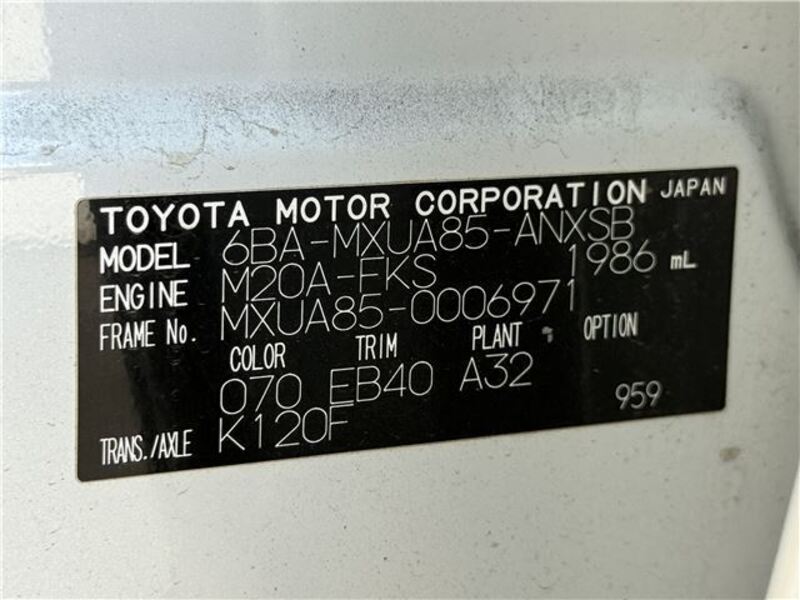 TOYOTA MOTOR CORPORATION JAPAN
MODEL 6BA-MXUA85-ANXSB
ENGINE M20A-FKS 1986 mL
FRAME No. MXUA85-0006971
COLOR TRIM PLANT OPTION
070 EB40 A32
TRANS./AXLE K120F 959